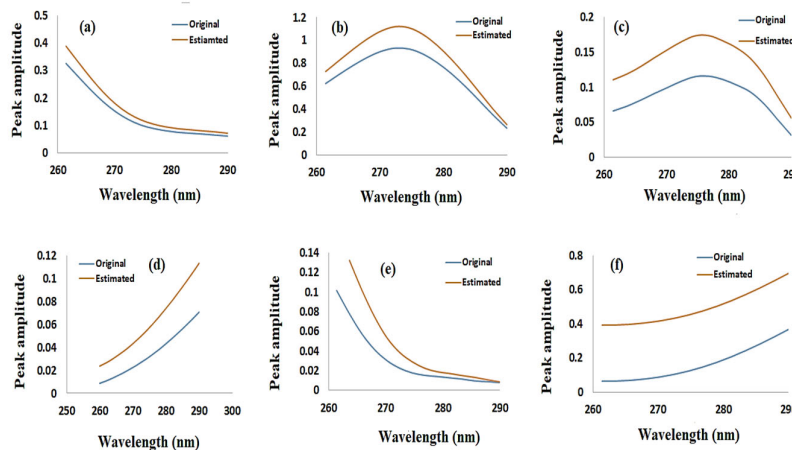 (a)
Original
Estiamted
Peak amplitude
0.5
0.4
0.3
0.2
0.1
0
260
270
280
290
Wavelength (nm)
(b)
Original
Estimated
Peak amplitude
1.2
1
0.8
0.6
0.4
0.2
0
260
270
280
290
Wavelength (nm)
(c)
Original
Estimated
Peak amplitude
0.2
0.15
0.1
0.05
0
260
270
280
290
Wavelength (nm)
(d)
Original
Estimated
Peak amplitude
0.12
0.1
0.08
0.06
0.04
0.02
0
250
260
270
280
290
300
Wavelength (nm)
(e)
Original
Estimated
Peak amplitude
0.14
0.12
0.1
0.08
0.06
0.04
0.02
0
260
270
280
290
Wavelength (nm)
(f)
Original
Estimated
Peak amplitude
0.8
0.6
0.4
0.2
0
260
270
280
290
Wavelength (nm)